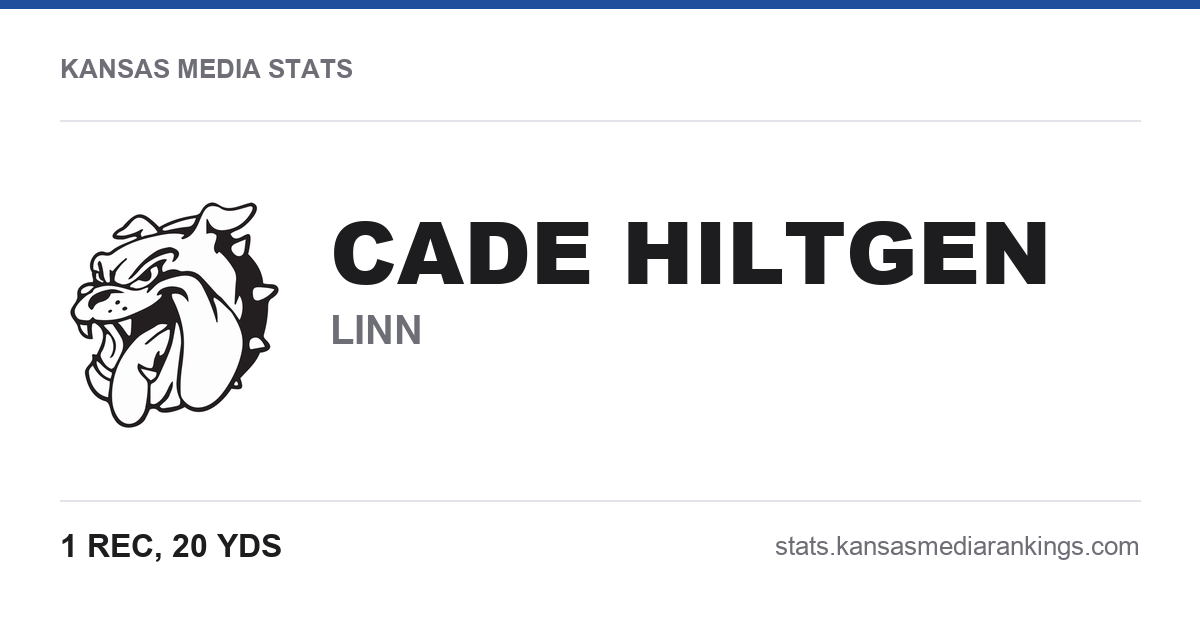 KANSAS MEDIA STATS
CADE HILTGEN
LINN
1 REC, 20 YDS
stats.kansasmediarankings.com